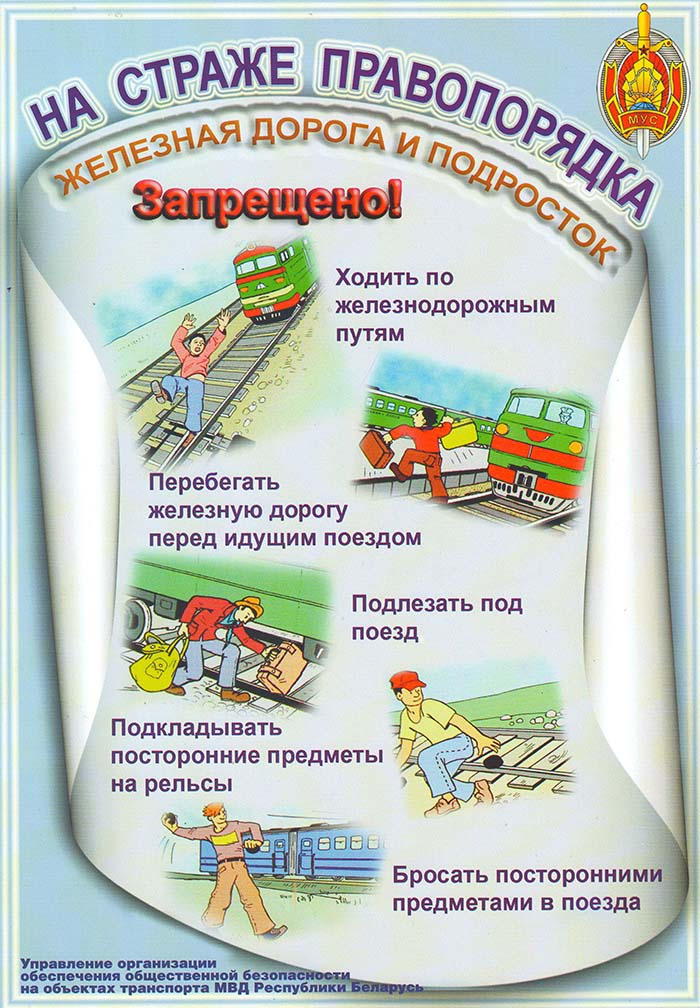 НА СТРАЖЕ ПРАВОПОРЯДКА
МУС
ЖЕЛЕЗНАЯ ДОРОГА И ПОДРОСТОК
Запрещено!
Ходить по
железнодорожным
путям
Перебегать
железную дорогу
перед идущим поездом
Подлезать под
поезд
Подкладывать
посторонние предметы
на рельсы
Бросать посторонними
предметами в поезда
Управление организации
обеспечения общественной безопасности
на объектах транспорта МВД Республики Беларусь